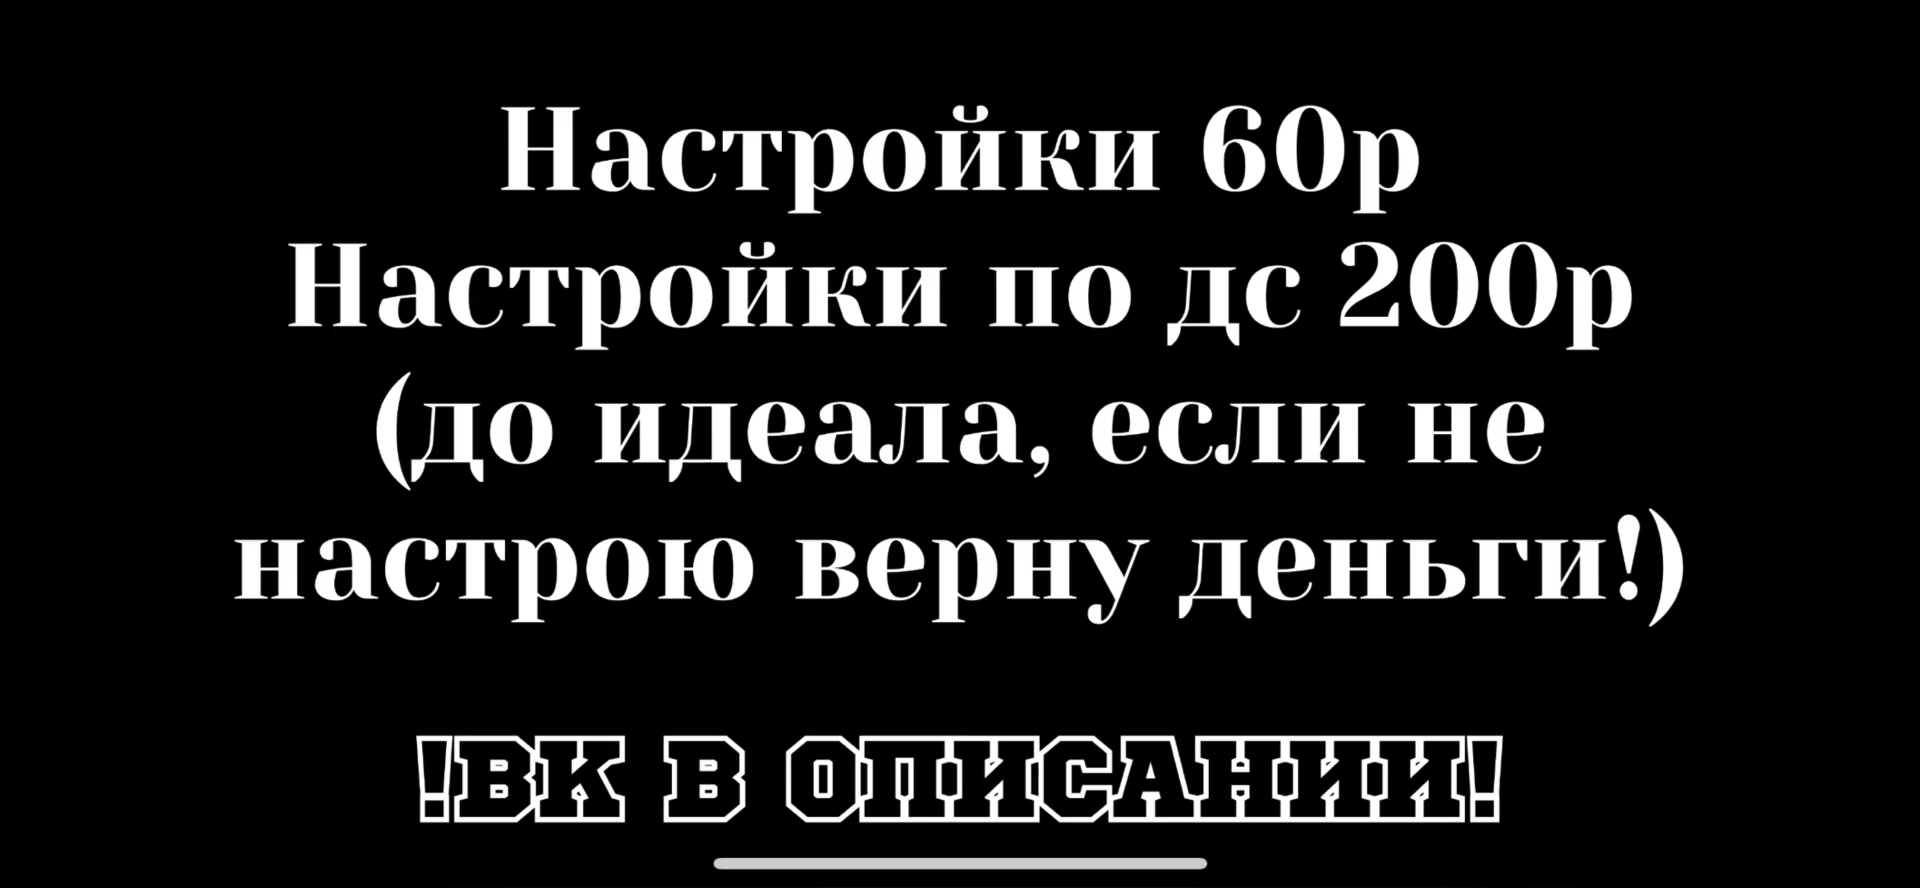 Настройки 60р
Настройки по дс 200р
(до идеала, если не
настрою верну деньги!)
!ВК В ОПИСАНИИ!